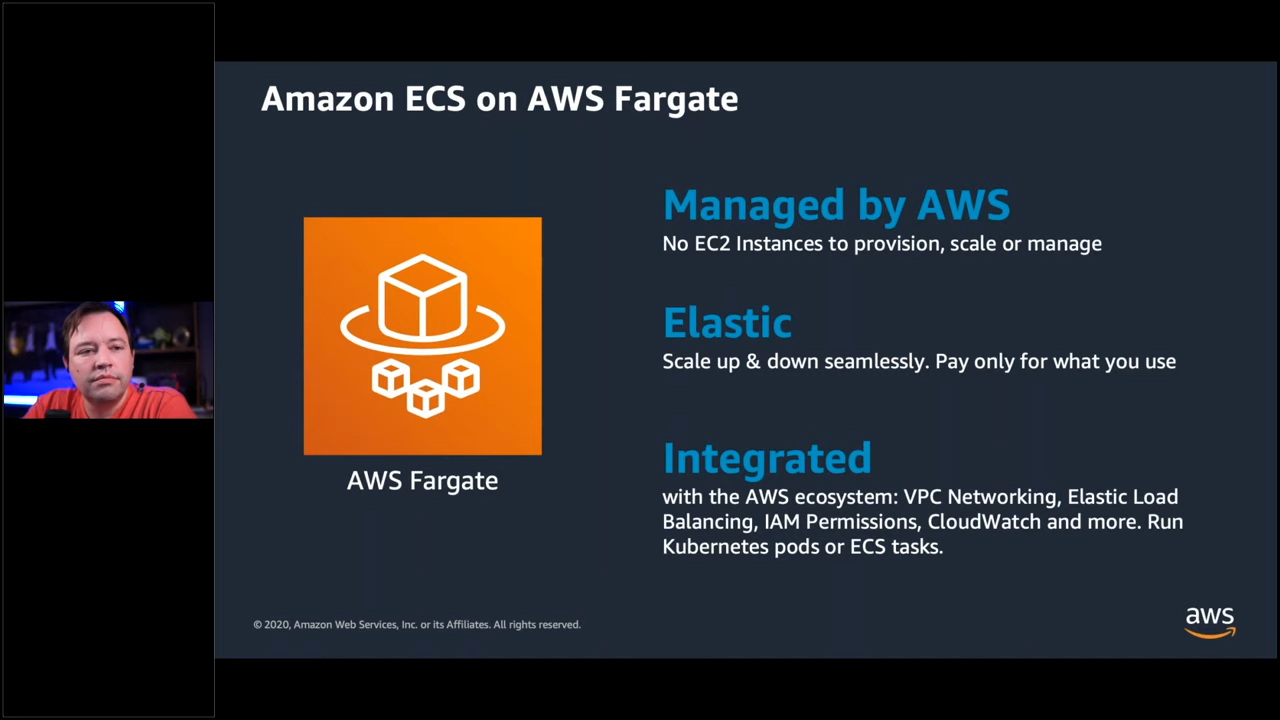 Amazon ECS on AWS Fargate
AWS Fargate
Managed by AWS
No EC2 Instances to provision, scale or manage
Elastic
Scale up & down seamlessly. Pay only for what you use
Integrated
with the AWS ecosystem: VPC Networking, Elastic Load
Balancing, IAM Permissions, CloudWatch and more. Run
Kubernetes pods or ECS tasks.
© 2020, Amazon Web Services, Inc. or its Affiliates. All rights reserved.
aws